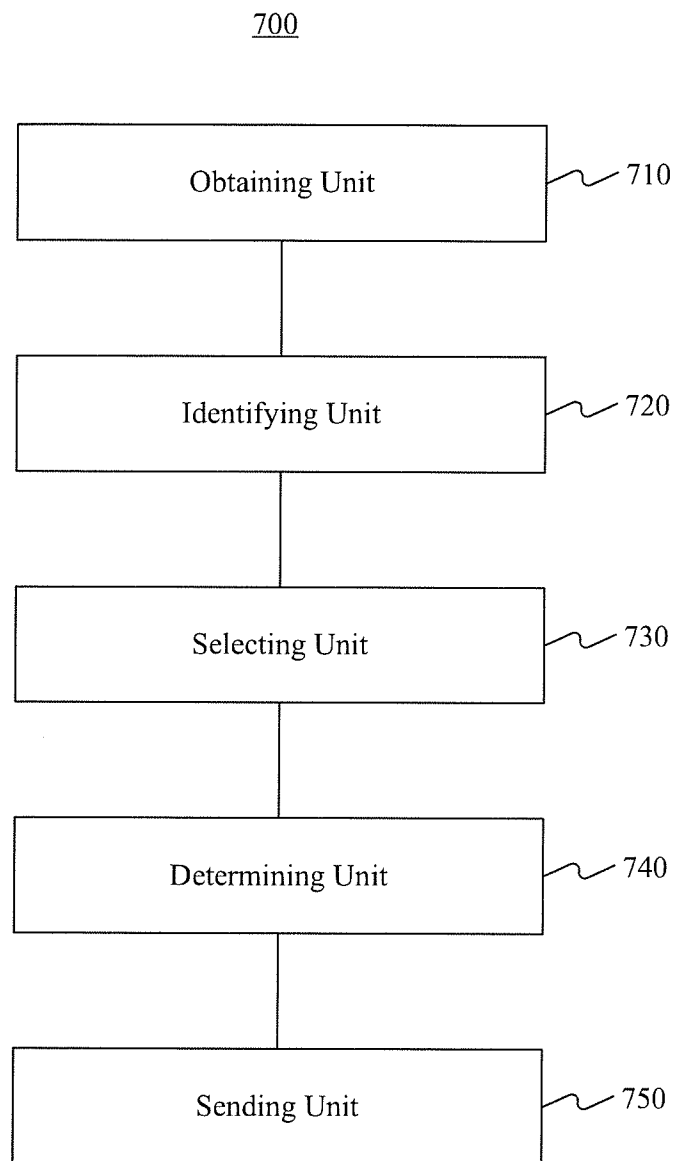 700
Obtaining Unit
710
Identifying Unit
720
Selecting Unit
730
Determining Unit
740
Sending Unit
750